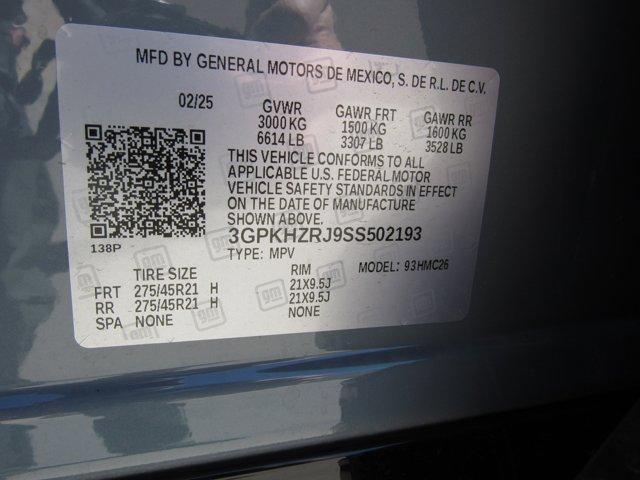 MFD BY GENERAL MOTORS DE MEXICO, S. DE R.L. DE C.V.
02/25 GVWR GAWR FRT GAWR RR
3000 KG 1500 KG 1600 KG
6614 LB 3307 LB 3528 LB
THIS VEHICLE CONFORMS TO ALL
APPLICABLE U.S. FEDERAL MOTOR
VEHICLE SAFETY STANDARDS IN EFFECT
ON THE DATE OF MANUFACTURE
SHOWN ABOVE.
138P 3GPKHZRJ9SS502193
TYPE: MPV MODEL: 93HMC26
TIRE SIZE RIM
FRT 275/45R21 H 21X9.5J
RR 275/45R21 H 21X9.5J
SPA NONE NONE